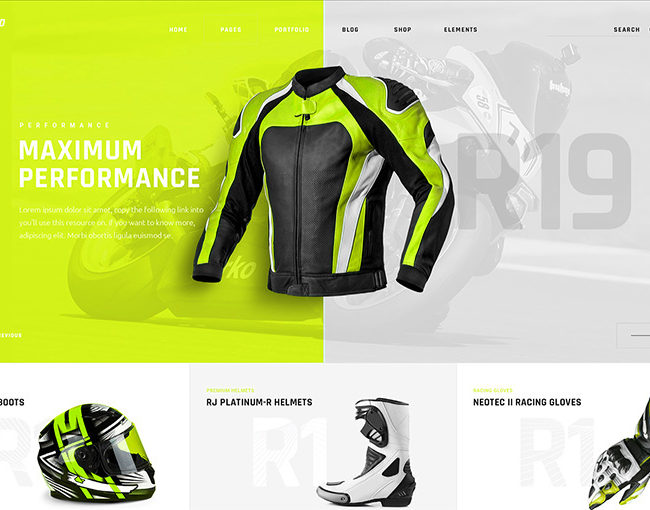 HOME PAGES PORTFOLIO BLOG SHOP ELEMENTS SEARCH
PERFORMANCE
MAXIMUM
PERFORMANCE
Lorem ipsum dolor sit amet, copy the following link into
you'll use this resource on. if you want to know more,
adipiscing elit. Morbi lobortis ligula euismod se.
R19
BOOTS
PREMIUM HELMETS
RJ PLATINUM-R HELMETS
R1
RACING GLOVES
NEOTEC II RACING GLOVES
R1